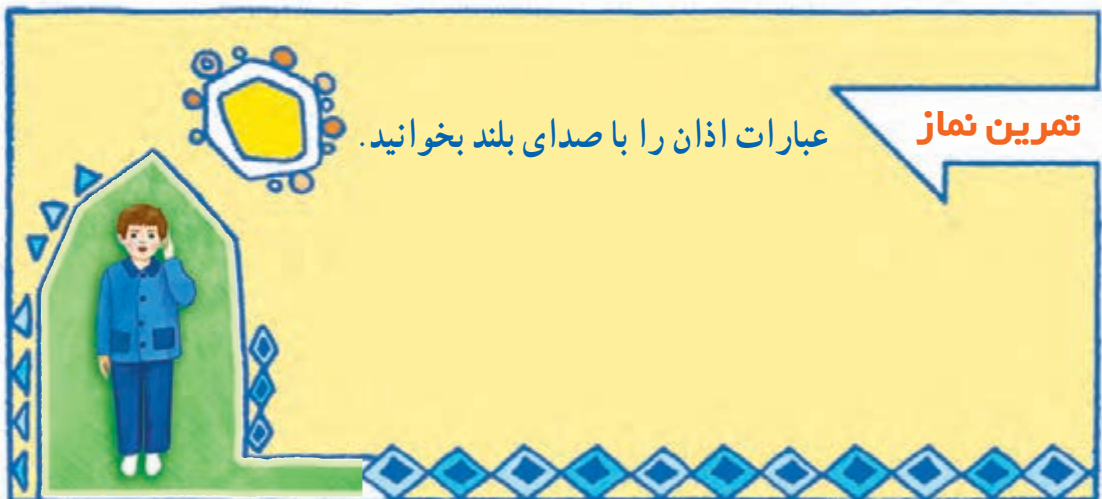 تمرین نماز
عبارات اذان را با صدای بلند بخوانید.